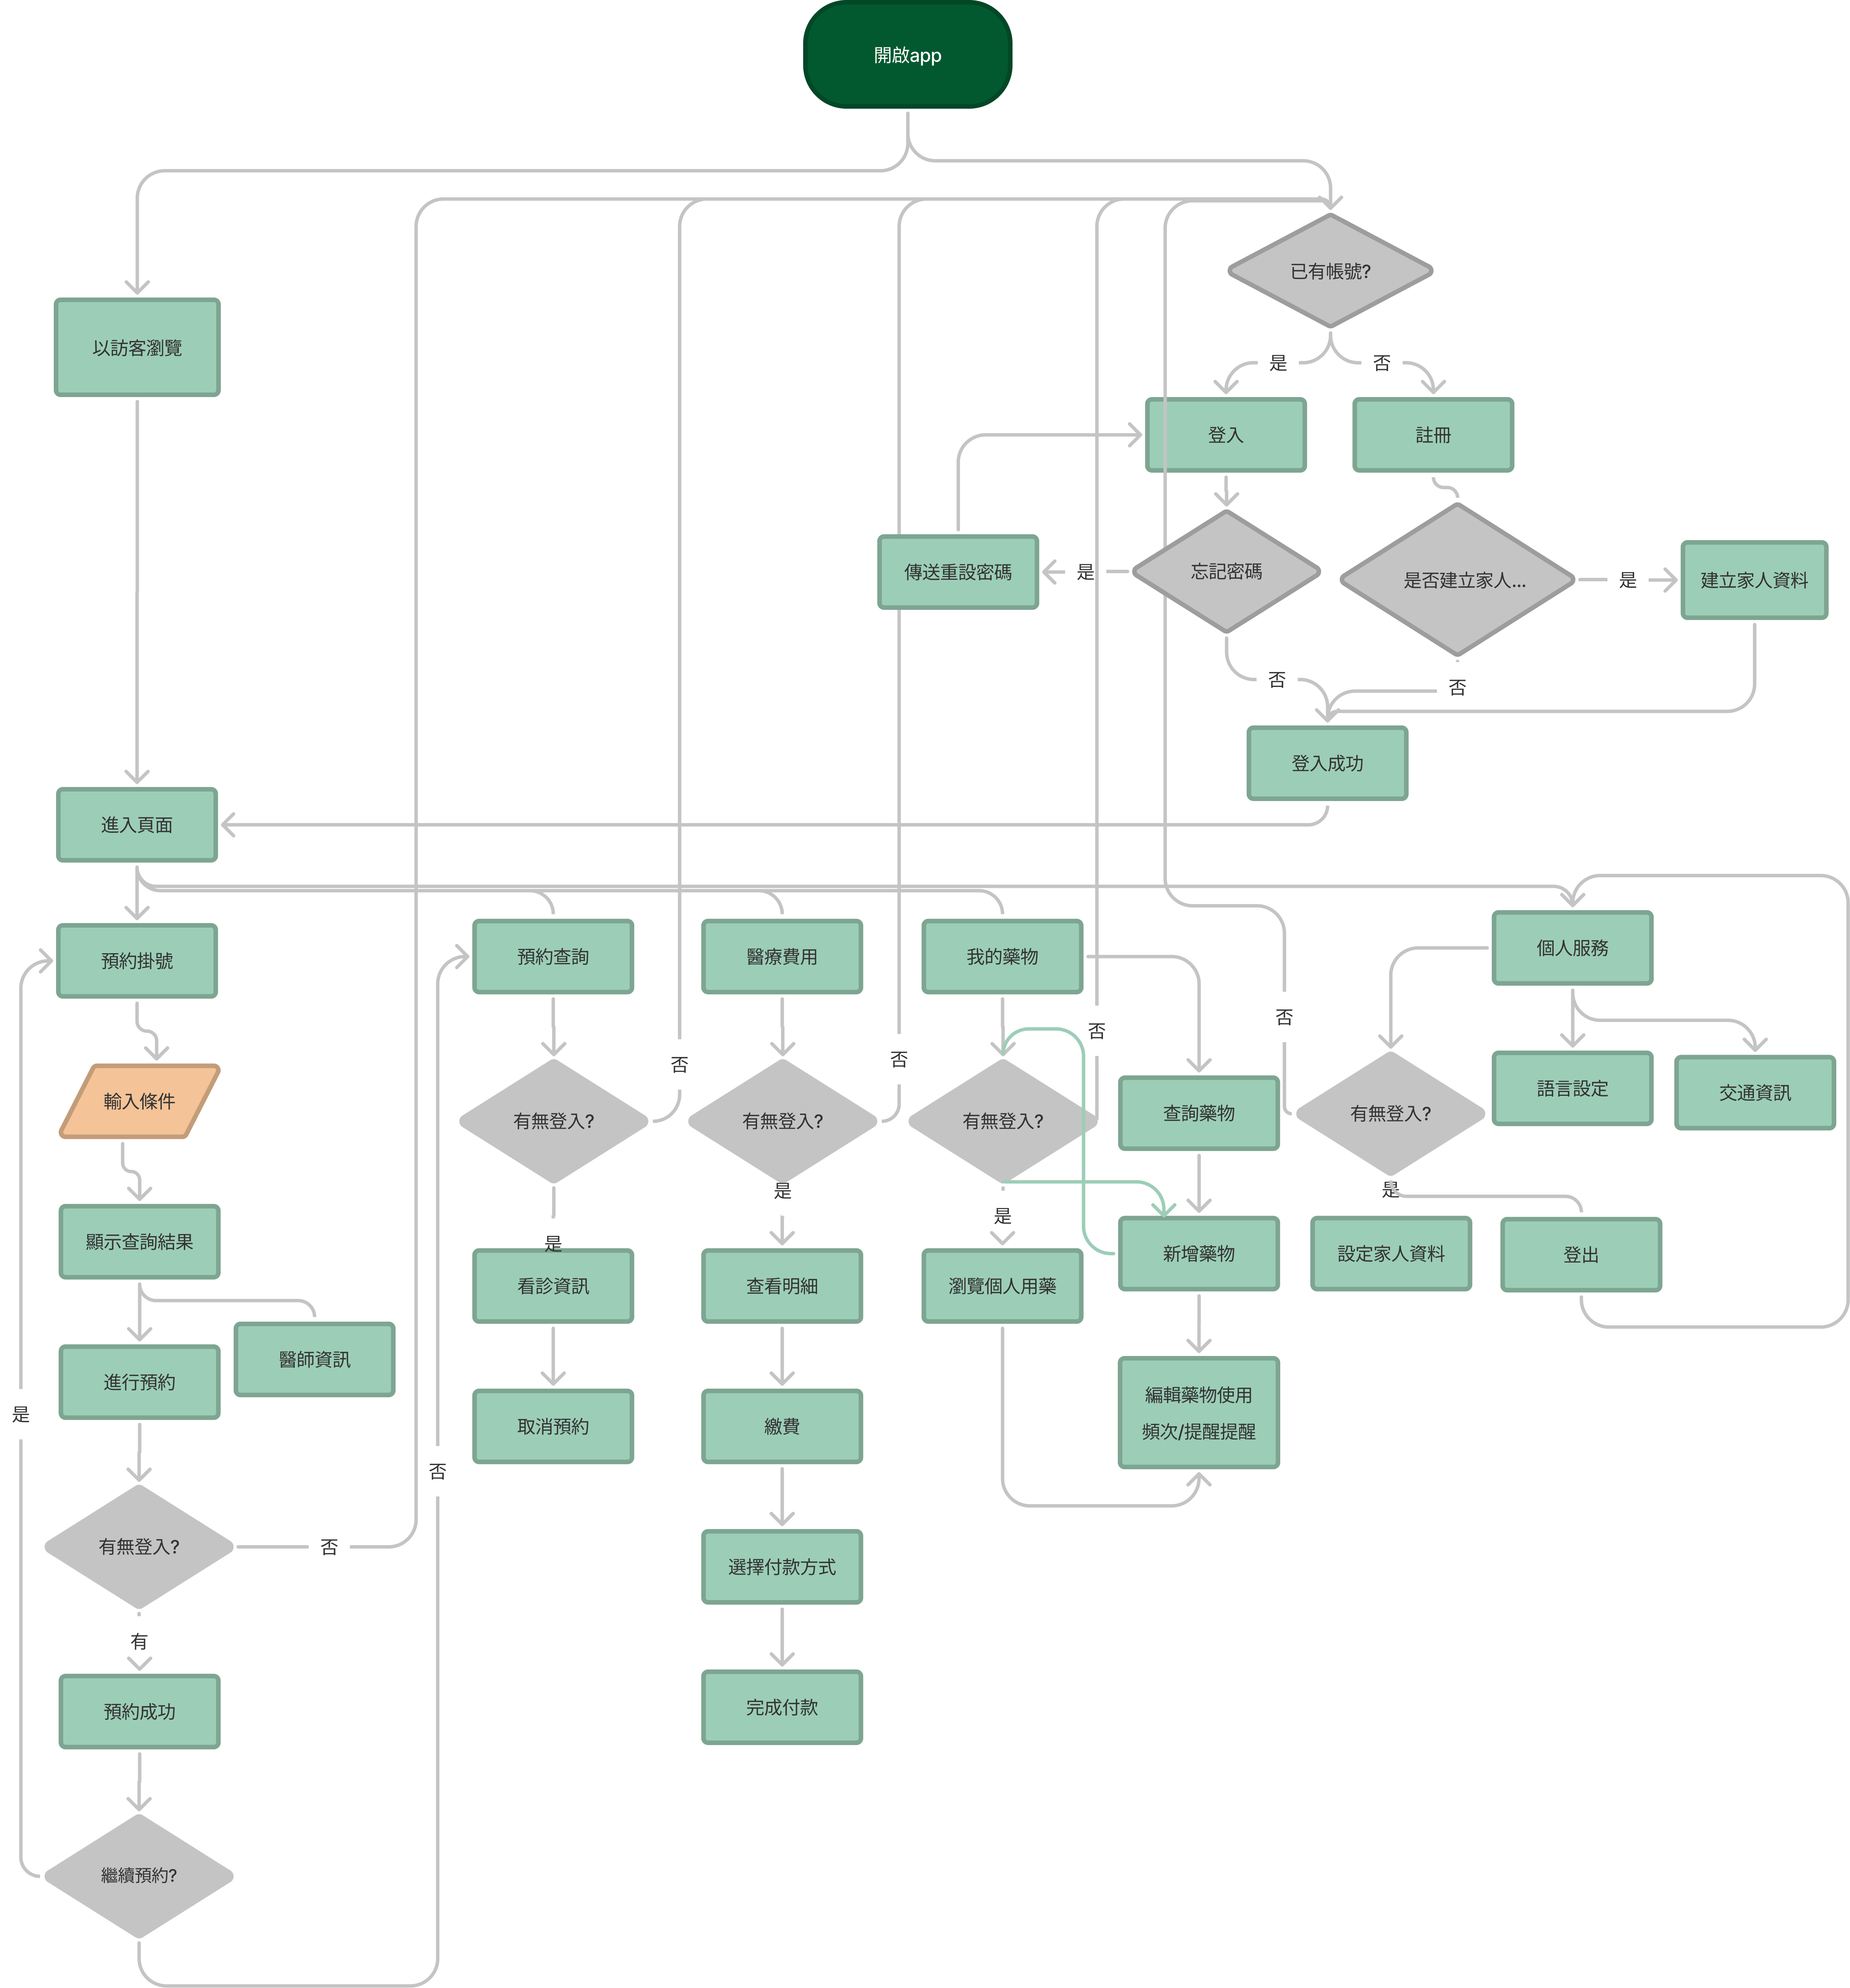 開啟app
已有帳號?
以訪客瀏覽
是
否
登入
註冊
傳送重設密碼
是
忘記密碼
是否建立家人...
是
建立家人資料
否
否
登入成功
進入頁面
預約掛號
預約查詢
醫療費用
我的藥物
個人服務
否
否
否
否
輸入條件
有無登入?
有無登入?
有無登入?
查詢藥物
有無登入?
語言設定
交通資訊
是
是
是
是
顯示查詢結果
看診資訊
查看明細
瀏覽個人用藥
新增藥物
設定家人資料
登出
進行預約
醫師資訊
是
取消預約
繳費
編輯藥物使用
頻次/提醒提醒
否
有無登入?
否
選擇付款方式
有
預約成功
完成付款
繼續預約?